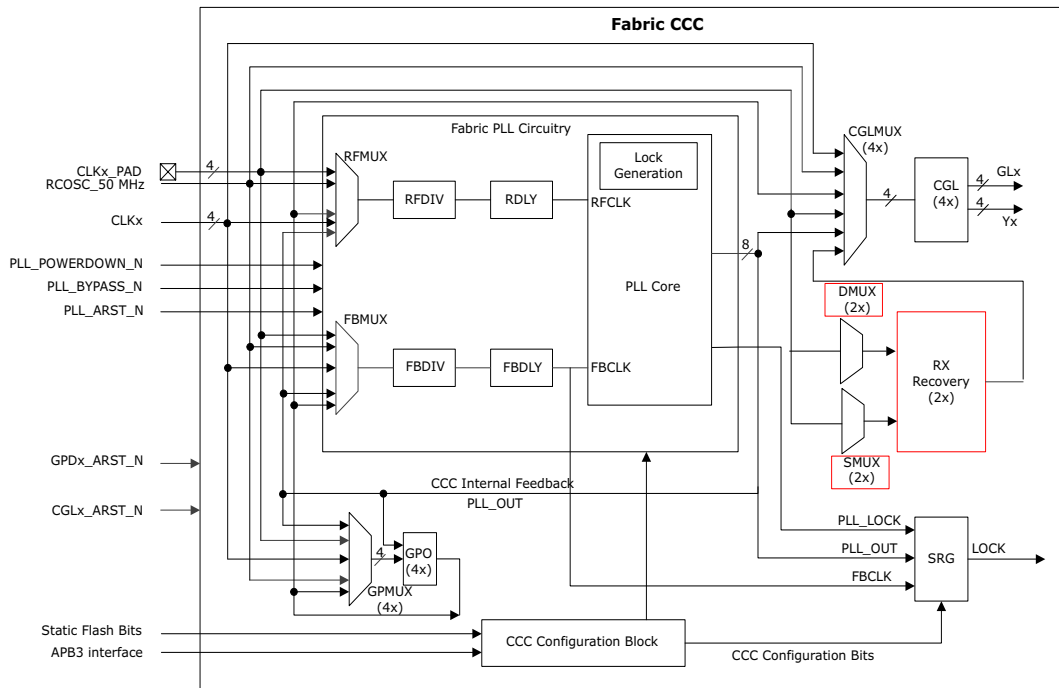 Fabric CCC
Fabric PLL Circuitry
CGLMUX
(4x)
CLKx_PAD
4
RCOSC_50 MHz
CLKx
4
RFMUX
RFDIV
RDLY
RFCLK
Lock
Generation
PLL Core
8
4
CGL
(4x)
4
GLx
4
Yx
PLL_POWERDOWN_N
PLL_BYPASS_N
PLL_ARST_N
FBMUX
FBDIV
FBDLY
FBCLK
DMUX
(2x)
RX
Recovery
(2x)
SMUX
(2x)
GPDx_ARST_N
CGLx_ARST_N
CCC Internal Feedback
PLL_OUT
4
GPO
(4x)
GPMUX
(4x)
PLL_LOCK
PLL_OUT
FBCLK
SRG
LOCK
Static Flash Bits
APB3 interface
CCC Configuration Block
CCC Configuration Bits